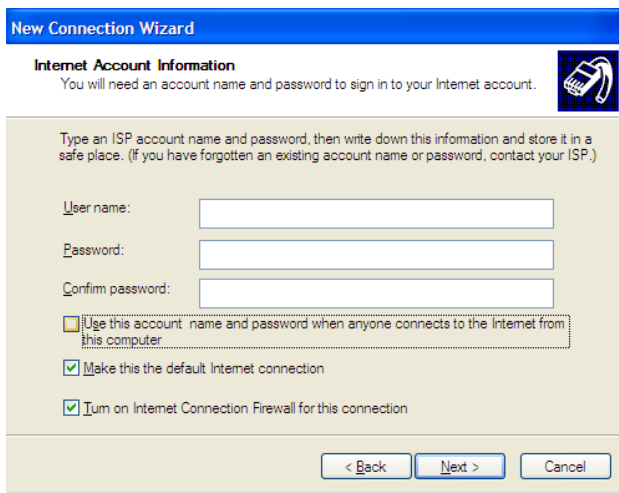 New Connection Wizard
Internet Account Information
You will need an account name and password to sign in to your Internet account.
Type an ISP account name and password, then write down this information and store it in a
safe place. (If you have forgotten an existing account name or password, contact your ISP.)
User name:
Password:
Confirm password:
Use this account name and password when anyone connects to the Internet from
this computer
Make this the default Internet connection
Turn on Internet Connection Firewall for this connection
< Back
Next >
Cancel